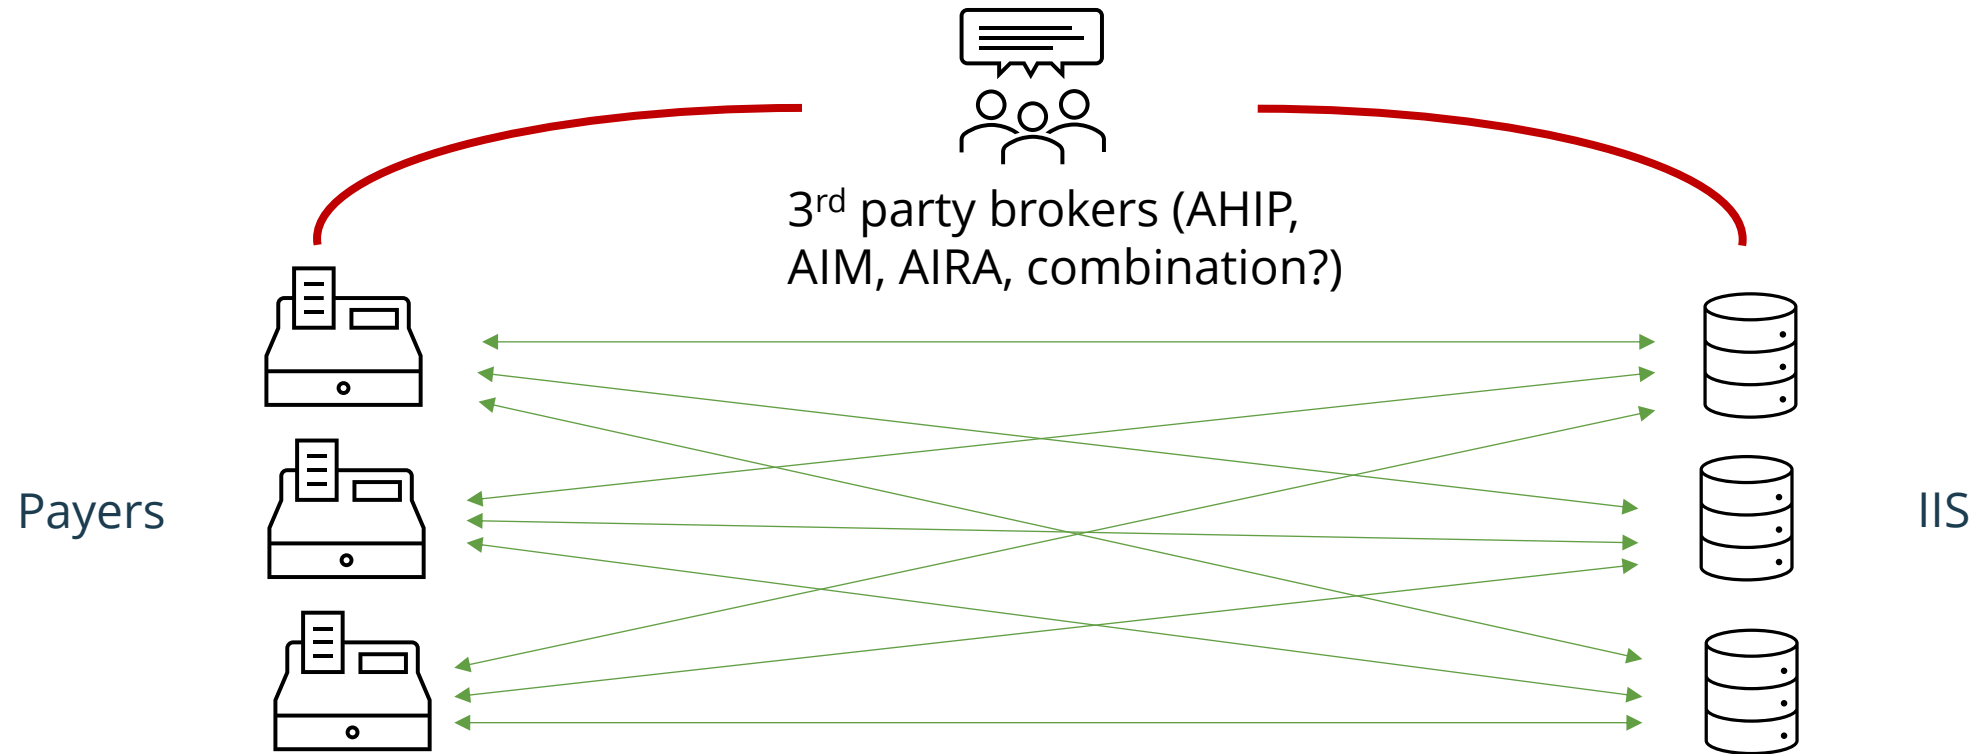 3rd party brokers (AHIP,
AIM, AIRA, combination?)
Payers
IIS